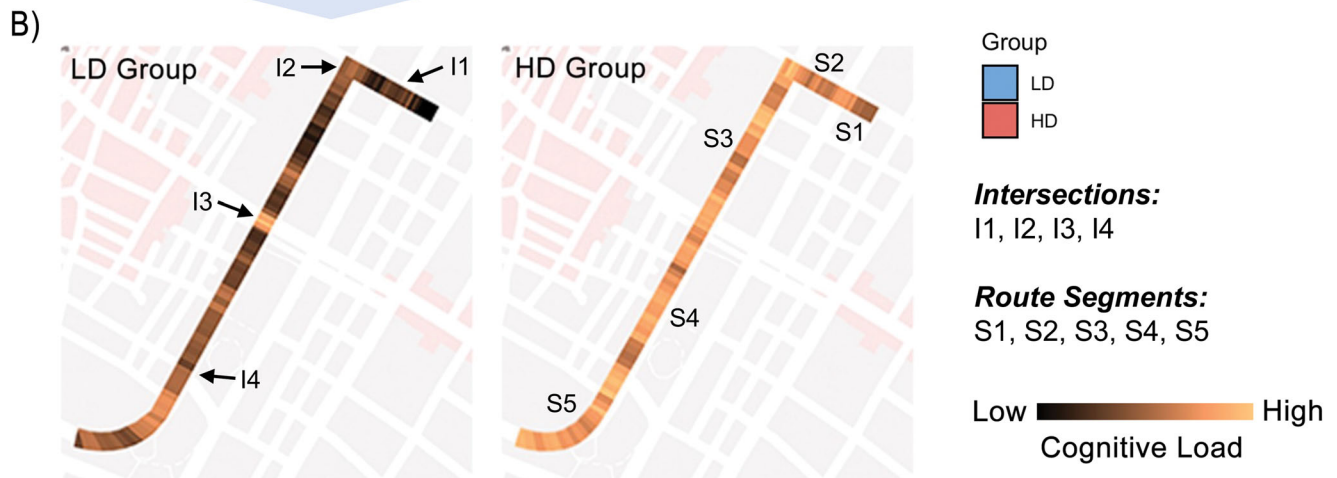 B)
LD Group
I2
I1
I3
I4
HD Group
S2
S1
S3
S4
S5
Group
LD
HD
Intersections:
I1, I2, I3, I4
Route Segments:
S1, S2, S3, S4, S5
Low High
Cognitive Load